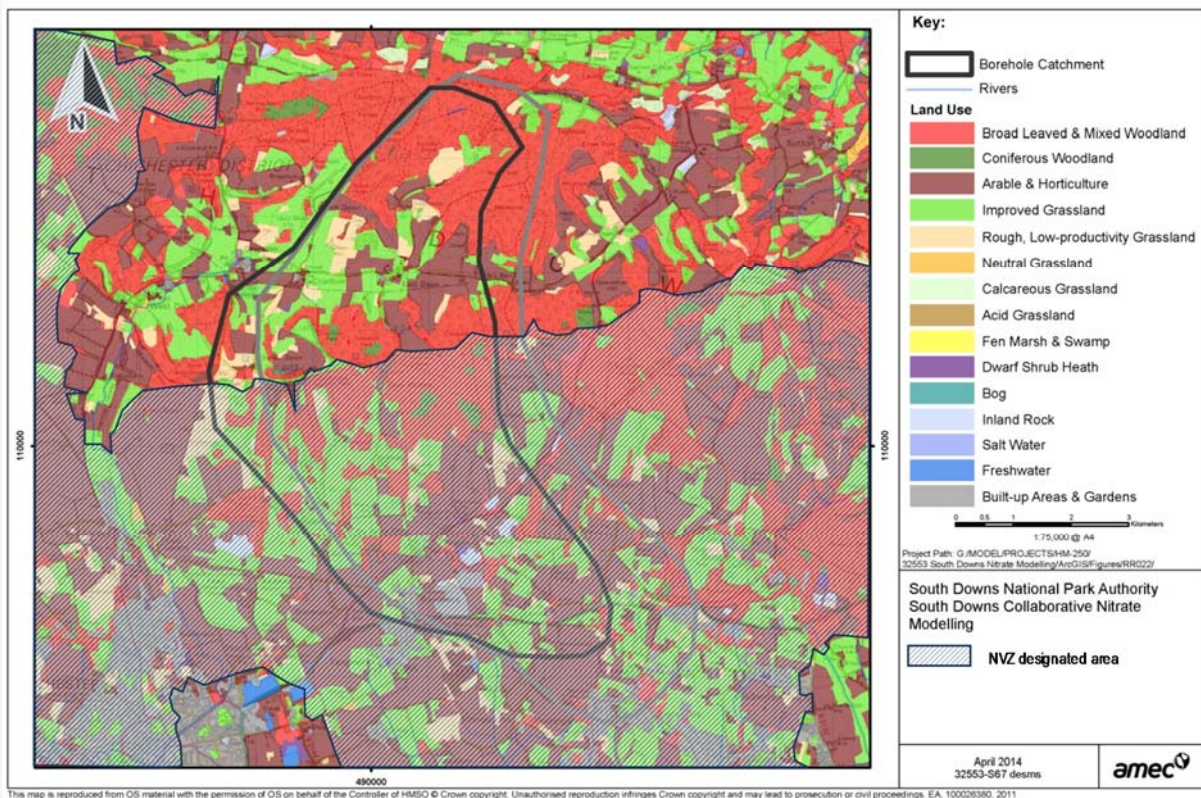 N
CHICHESTER DISTRICT
110000
110000
490000
Key:
Borehole Catchment
Rivers
Land Use
Broad Leaved & Mixed Woodland
Coniferous Woodland
Arable & Horticulture
Improved Grassland
Rough, Low-productivity Grassland
Neutral Grassland
Calcareous Grassland
Acid Grassland
Fen Marsh & Swamp
Dwarf Shrub Heath
Bog
Inland Rock
Salt Water
Freshwater
Built-up Areas & Gardens
0 0.5 1 2 3
Kilometers
1:75,000 @ A4
Project Path: G:/MODEL/PROJECTS/HM-250/
32553 South Downs Nitrate Modelling/ArcGIS/Figures/RR022/
South Downs National Park Authority
South Downs Collaborative Nitrate
Modelling
NVZ designated area
April 2014
32553-S67 desms
amec
This map is reproduced from OS material with the permission of OS on behalf of the Controller of HMSO © Crown copyright. Unauthorised reproduction infringes Crown copyright and may lead to prosecution or civil proceedings. EA. 100026380. 2011